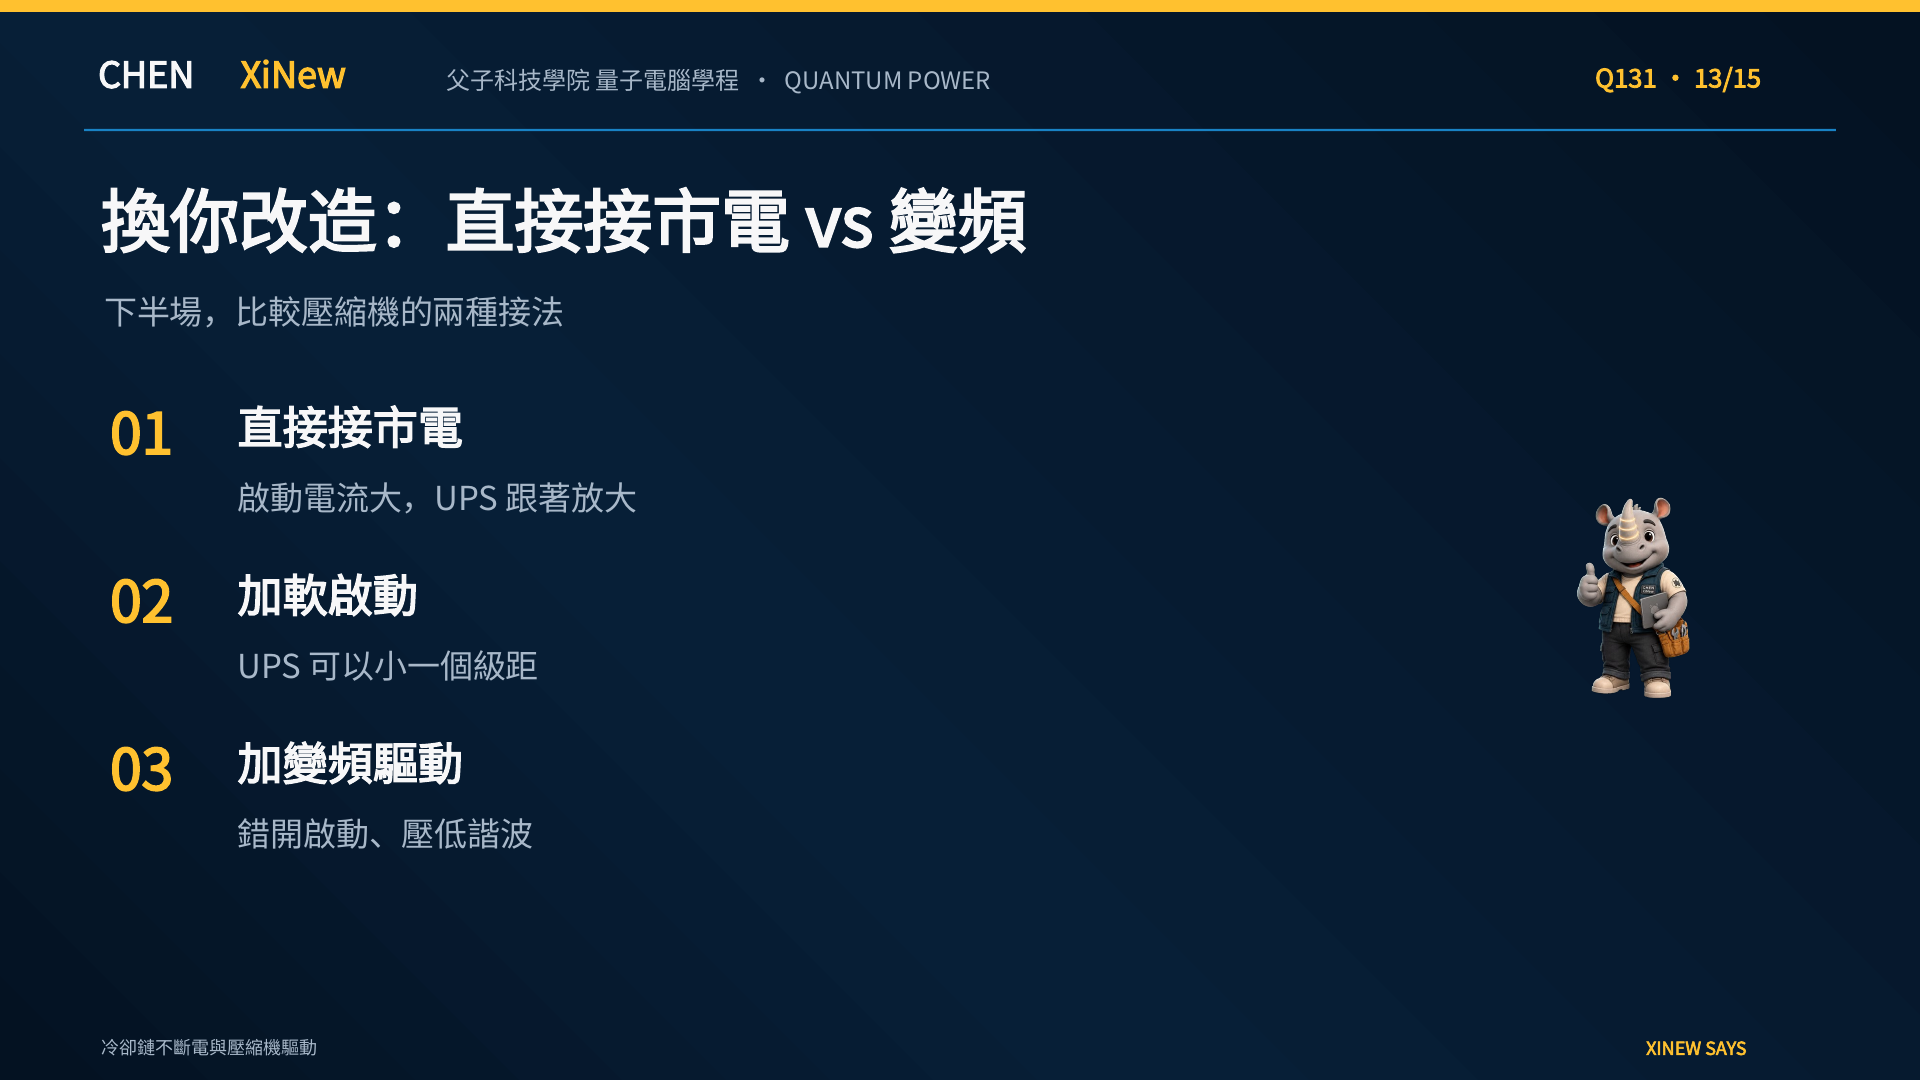 CHEN XiNew 父子科技學院 量子電腦學程 · QUANTUM POWER Q131 · 13/15
換你改造：直接接市電 vs 變頻
下半場，比較壓縮機的兩種接法
01 直接接市電
啟動電流大，UPS 跟著放大
02 加軟啟動
UPS 可以小一個級距
03 加變頻驅動
錯開啟動、壓低諧波
冷卻鏈不斷電與壓縮機驅動 XINEW SAYS